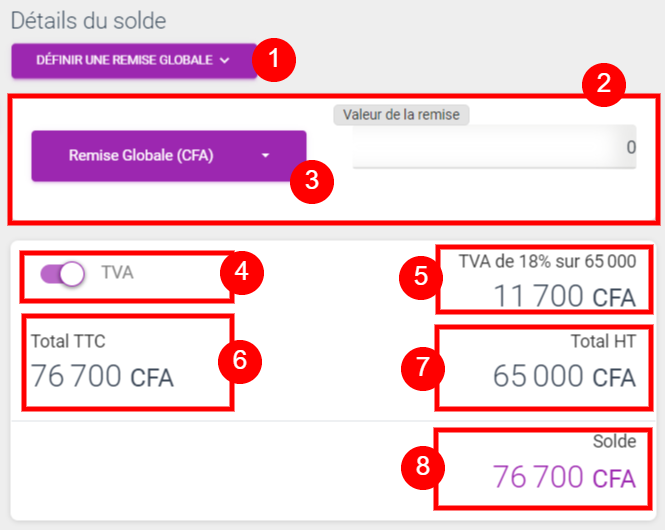 Détails du solde
DÉFINIR UNE REMISE GLOBALE
1
2
Valeur de la remise
Remise Globale (CFA)
0
3
TVA
4
5
TVA de 18% sur 65 000
11 700 CFA
Total TTC
76 700 CFA
6
7
Total HT
65 000 CFA
8
Solde
76 700 CFA